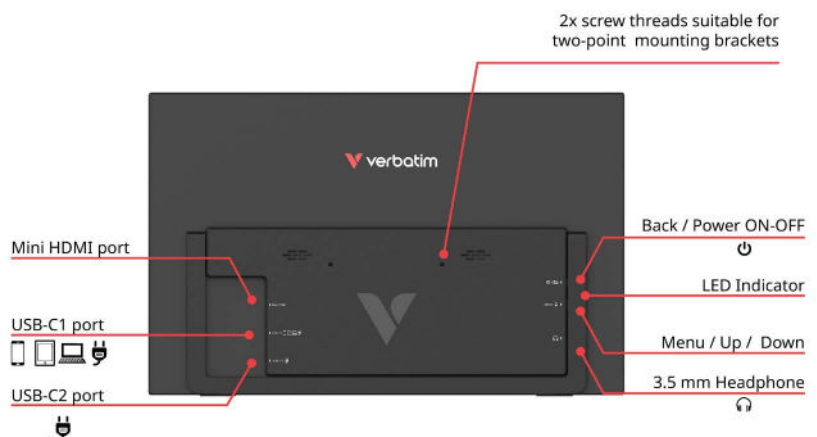 2x screw threads suitable for
two-point mounting brackets
verbatim
Back / Power ON-OFF
Mini HDMI port
LED Indicator
USB-C1 port
Menu / Up / Down
3.5 mm Headphone
USB-C2 port